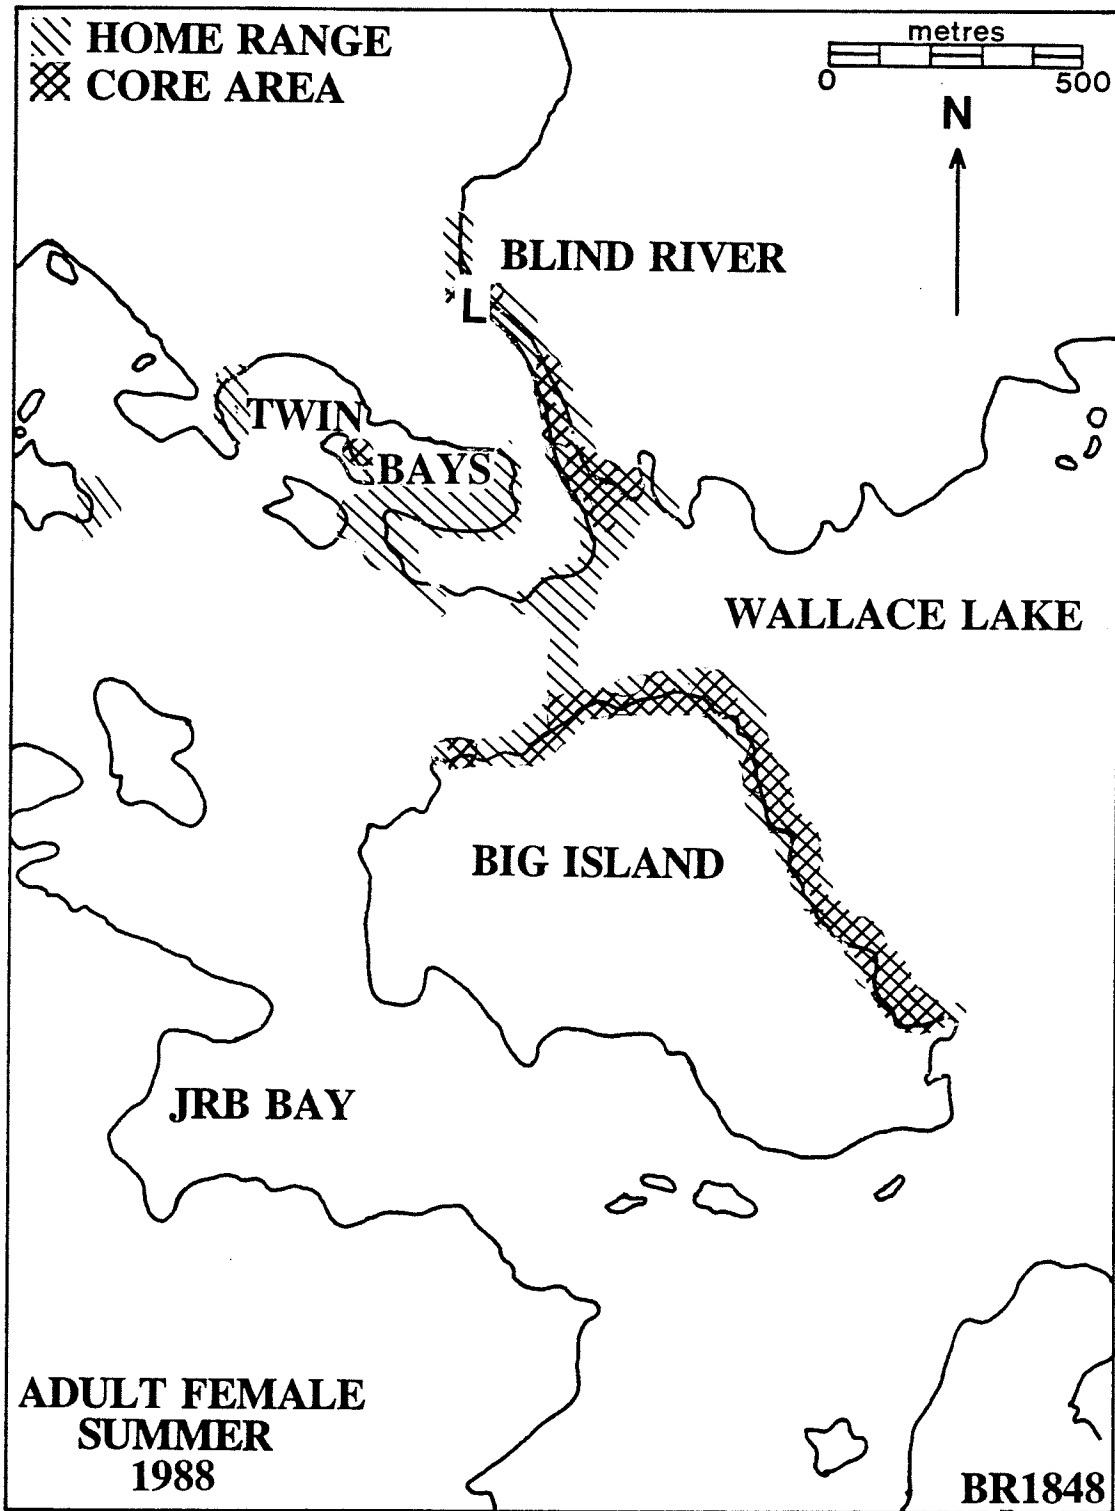 HOME RANGE
CORE AREA
metres
0 500
N
BLIND RIVER
L
TWIN
BAYS
WALLACE LAKE
BIG ISLAND
JRB BAY
ADULT FEMALE
SUMMER
1988
BR1848